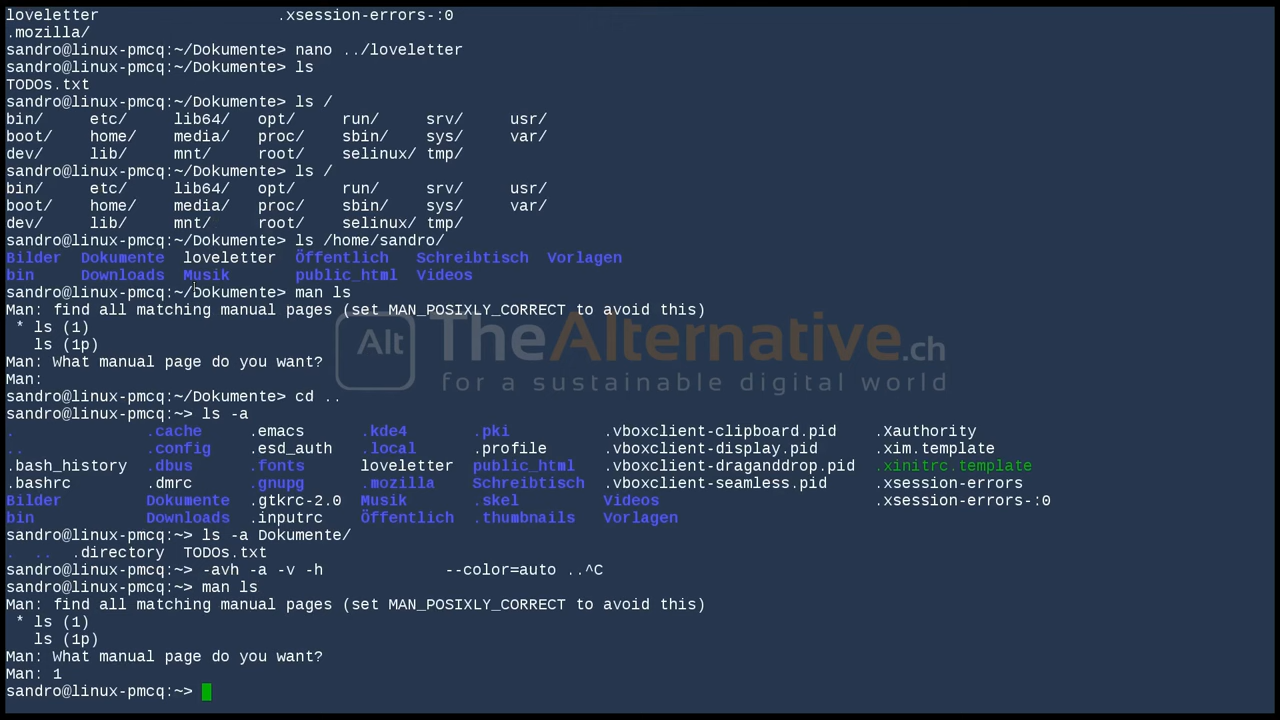 loveletter                    .xsession-errors-:0
.mozilla/
sandro@linux-pmcq:~/Dokumente> nano ../loveletter
sandro@linux-pmcq:~/Dokumente> ls
TODOs.txt
sandro@linux-pmcq:~/Dokumente> ls /
bin/     etc/     lib64/   opt/     run/     srv/     usr/
boot/    home/    media/   proc/    sbin/    sys/     var/
dev/     lib/     mnt/     root/    selinux/ tmp/
sandro@linux-pmcq:~/Dokumente> ls /
bin/     etc/     lib64/   opt/     run/     srv/     usr/
boot/    home/    media/   proc/    sbin/    sys/     var/
dev/     lib/     mnt/     root/    selinux/ tmp/
sandro@linux-pmcq:~/Dokumente> ls /home/sandro/
Bilder  Dokumente  loveletter  Öffentlich   Schreibtisch  Vorlagen
bin     Downloads  Musik       public_html  Videos
sandro@linux-pmcq:~/Dokumente> man ls
Man: find all matching manual pages (set MAN_POSIXLY_CORRECT to avoid this)
 * ls (1)
   ls (1p)
Man: What manual page do you want?
Man:
sandro@linux-pmcq:~/Dokumente> cd ..
sandro@linux-pmcq:~> ls -a
.              .cache     .emacs      .kde4       .pki          .vboxclient-clipboard.pid    .Xauthority
..             .config    .esd_auth   .local      .profile      .vboxclient-display.pid      .xim.template
.bash_history  .dbus      .fonts      loveletter  public_html   .vboxclient-draganddrop.pid  .xinitrc.template
.bashrc        .dmrc      .gnupg      .mozilla    Schreibtisch  .vboxclient-seamless.pid     .xsession-errors
Bilder         Dokumente  .gtkrc-2.0  Musik       .skel         Videos                       .xsession-errors-:0
bin            Downloads  .inputrc    Öffentlich  .thumbnails   Vorlagen
sandro@linux-pmcq:~> ls -a Dokumente/
.  ..  .directory  TODOs.txt
sandro@linux-pmcq:~> -avh -a -v -h             --color=auto ..^C
sandro@linux-pmcq:~> man ls
Man: find all matching manual pages (set MAN_POSIXLY_CORRECT to avoid this)
 * ls (1)
   ls (1p)
Man: What manual page do you want?
Man: 1
sandro@linux-pmcq:~>
Alt TheAlternative.ch
for a sustainable digital world